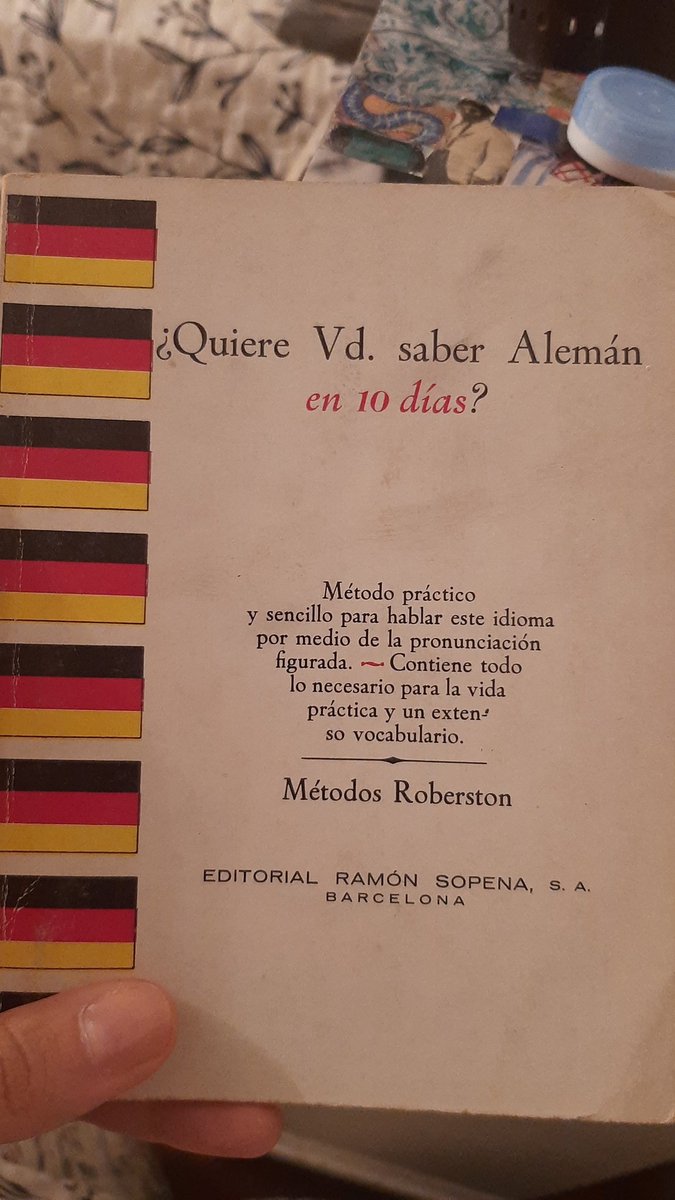 ¿Quiere Vd. saber Alemán
en 10 días?
Método práctico
y sencillo para hablar este idioma
por medio de la pronunciación
figurada. ~ Contiene todo
lo necesario para la vida
práctica y un exten-
so vocabulario.
Métodos Roberston
EDITORIAL RAMÓN SOPENA, S. A.
BARCELONA